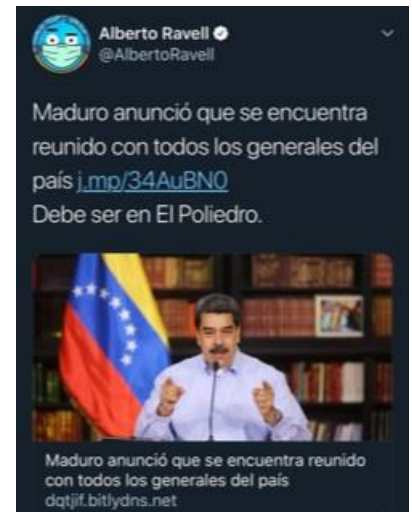 Alberto Ravell
@AlbertoRavell
Maduro anunció que se encuentra
reunido con todos los generales del
país j.mp/34AuBN0
Debe ser en El Poliedro.
Maduro anunció que se encuentra reunido
con todos los generales del país
dqtjif.bitlydns.net